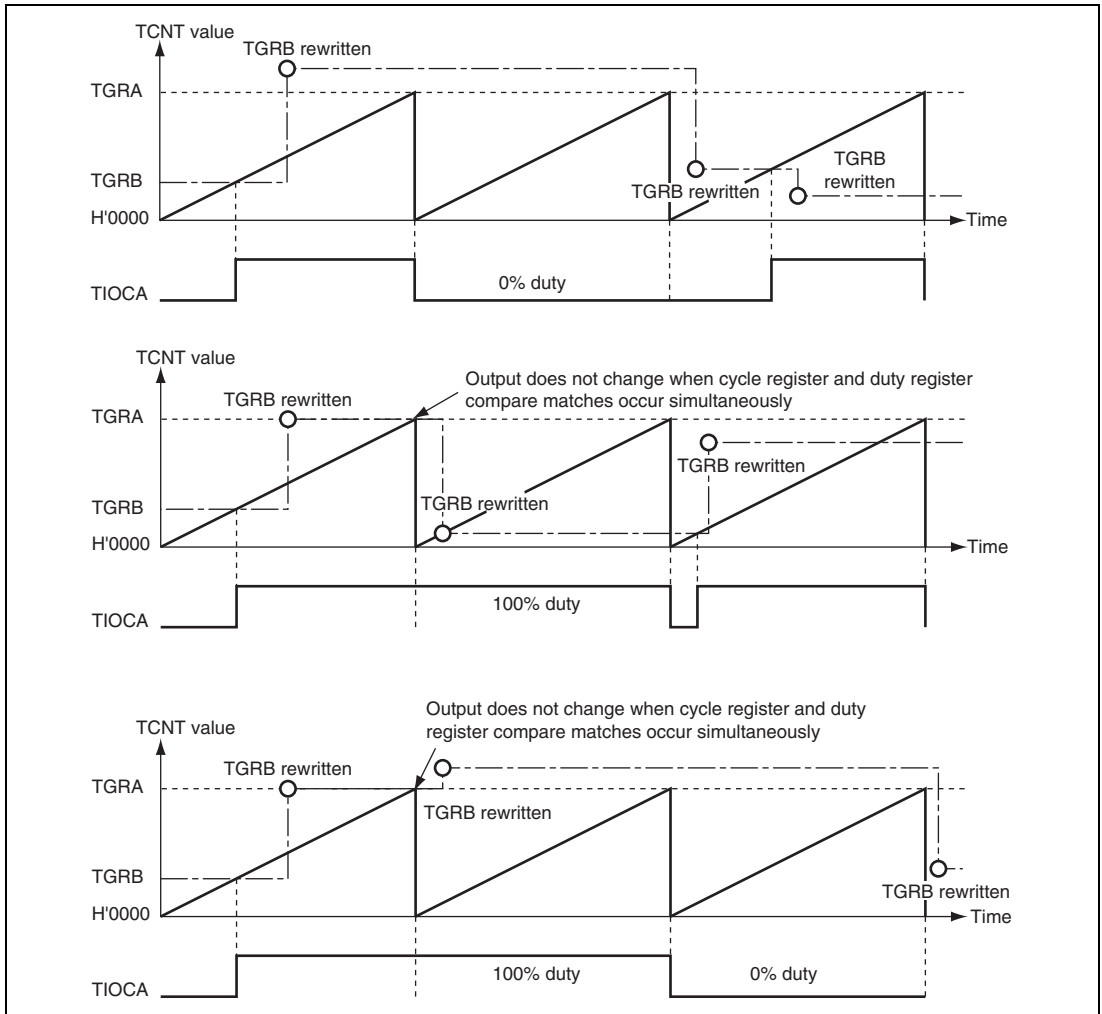 TCNT value
TGRB rewritten
TGRA
TGRB
rewritten
TGRB
TGRB rewritten
H'0000
Time
0% duty
TIOCA
TCNT value
Output does not change when cycle register and duty register
compare matches occur simultaneously
TGRB rewritten
TGRA
TGRB rewritten
TGRB
TGRB rewritten
H'0000
Time
100% duty
TIOCA
Output does not change when cycle register and duty
register compare matches occur simultaneously
TCNT value
TGRB rewritten
TGRA
TGRB rewritten
TGRB
TGRB rewritten
H'0000
Time
100% duty
0% duty
TIOCA